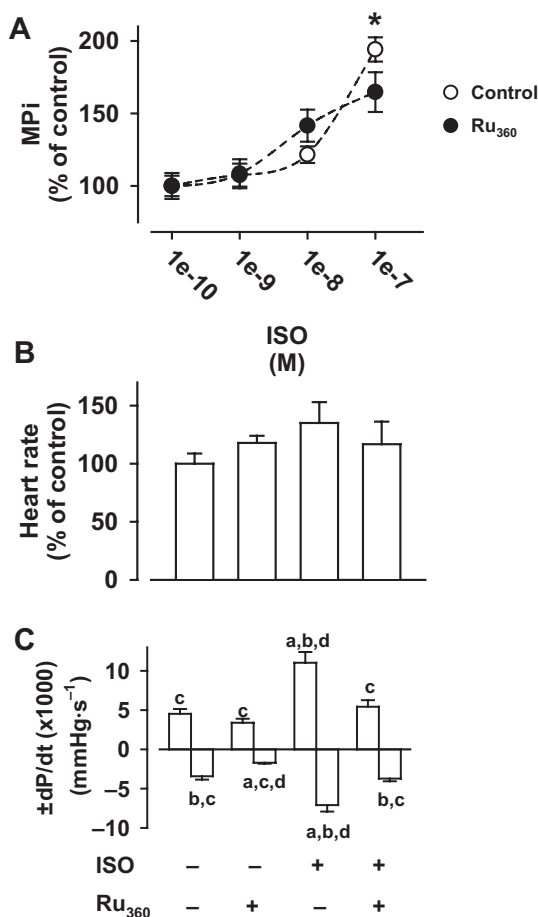 A
MPi
(% of control)
200
150
100
*
Control
Ru360
1e-10
1e-9
1e-8
1e-7
ISO
(M)
B
Heart rate
(% of control)
150
100
50
0
C
±dP/dt (x1000)
(mmHg·s⁻¹)
10
5
0
–5
–10
c
b,c
c
a,c,d
a,b,d
a,b,d
c
b,c
ISO – – + +
Ru360 – + – +